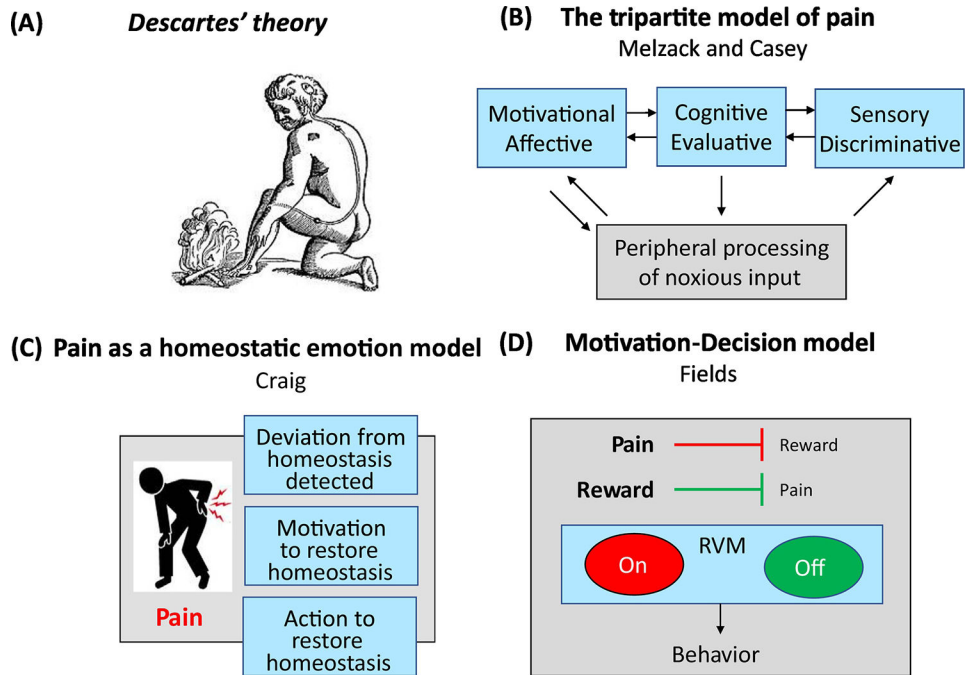 (A)
Descartes’ theory
(B)
The tripartite model of pain
Melzack and Casey
Motivational
Affective
Cognitive
Evaluative
Sensory
Discriminative
Peripheral processing
of noxious input
(C) Pain as a homeostatic emotion model
Craig
Deviation from
homeostasis
detected
Motivation
to restore
homeostasis
Action to
restore
homeostasis
Pain
(D)
Motivation-Decision model
Fields
Pain
Reward
Reward
Pain
RVM
On
Off
Behavior